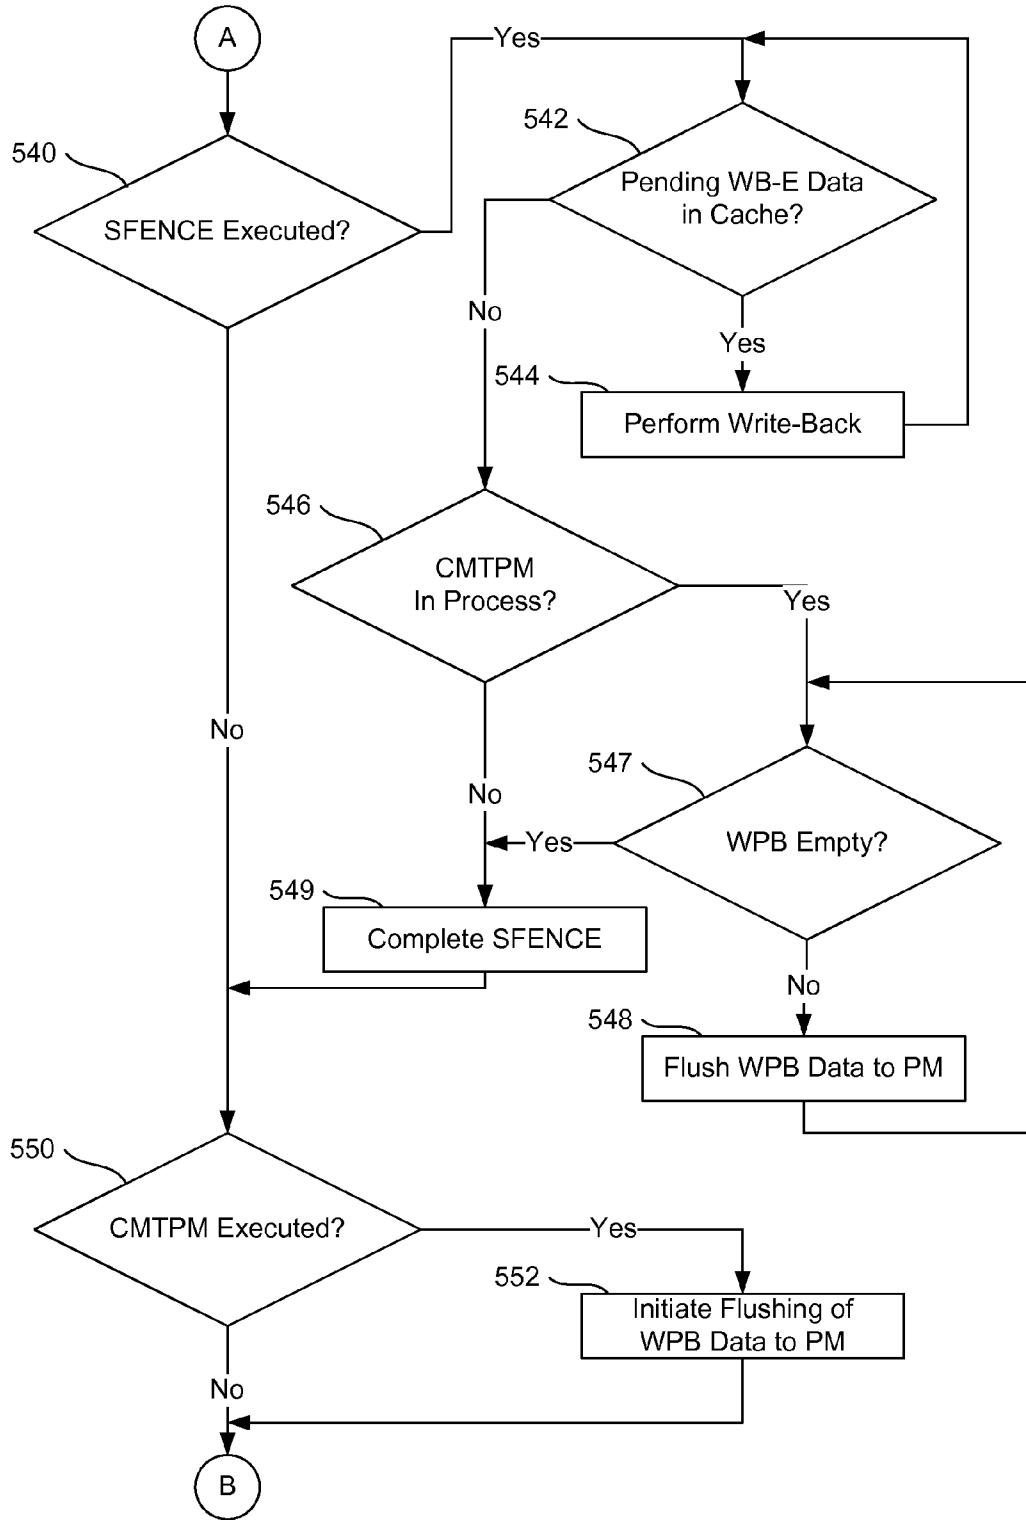 A
Yes
540
SFENCE Executed?
542
Pending WB-E Data
in Cache?
No
Yes
544
Perform Write-Back
546
CMTPM
In Process?
Yes
No
No
547
WPB Empty?
Yes
549
Complete SFENCE
No
548
Flush WPB Data to PM
550
CMTPM Executed?
Yes
552
Initiate Flushing of
WPB Data to PM
No
B